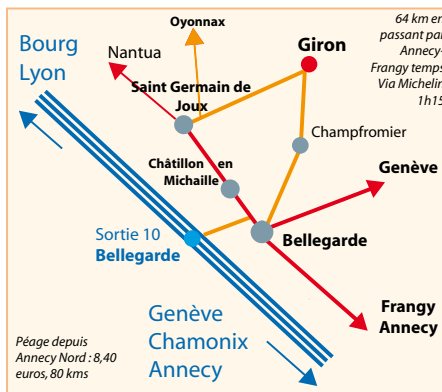 Bourg
Lyon
Oyonnax
Nantua
Giron
64 km en
passant par
Annecy-
Frangy temps
Via Michelin
1h15
Saint Germain de
Joux
Champfromier
Châtillon en
Michaille
Genève
Sortie 10
Bellegarde
Bellegarde
Genève
Chamonix
Annecy
Frangy
Annecy
Péage depuis
Annecy Nord : 8,40
euros, 80 kms